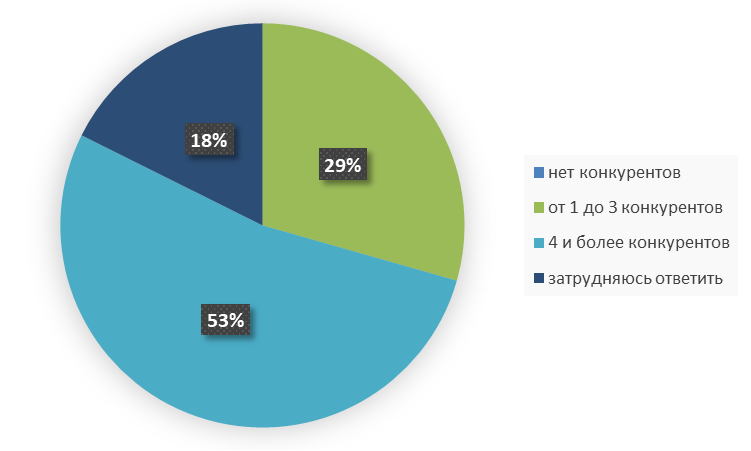 18%
29%
53%
нет конкурентов
от 1 до 3 конкурентов
4 и более конкурентов
затрудняюсь ответить